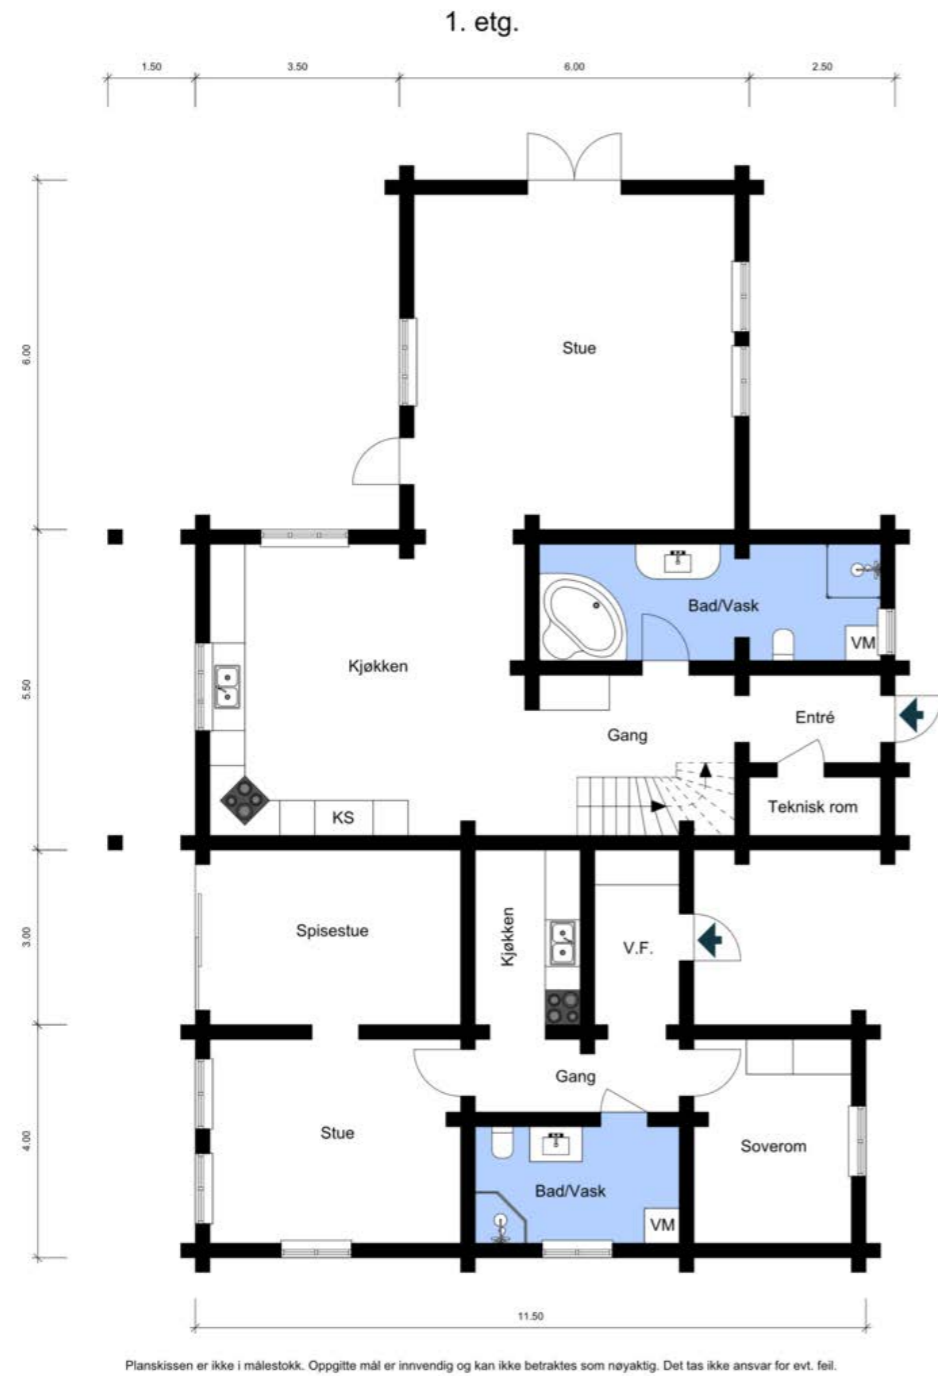 1. etg.
1.50 3.50 6.00 2.50
6.00
Stue
Bad/Vask
VM
Kjøkken
5.50
Entré
Gang
Teknisk rom
KS
Spisestue
Kjøkken
V.F.
3.00
Gang
Stue
Soverom
4.00
Bad/Vask
VM
11.50
Planskissen er ikke i målestokk. Oppgitte mål er innvendig og kan ikke betraktes som nøyaktig. Det tas ikke ansvar for evt. feil.